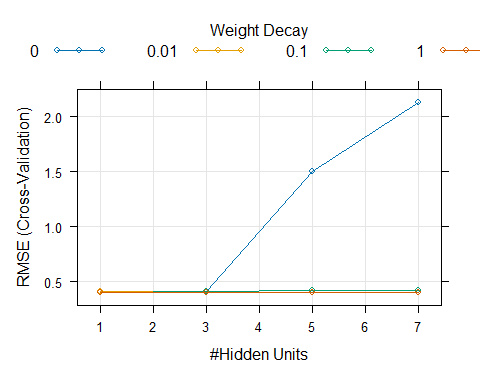 Weight Decay
0 0.01 0.1 1
RMSE (Cross-Validation)
2.0
1.5
1.0
0.5
1 2 3 4 5 6 7
#Hidden Units